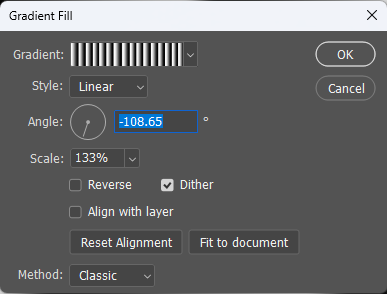 Gradient Fill
Gradient:
OK
Style: Linear
Cancel
Angle: -108.65 °
Scale: 133%
Reverse Dither
Align with layer
Reset Alignment Fit to document
Method: Classic